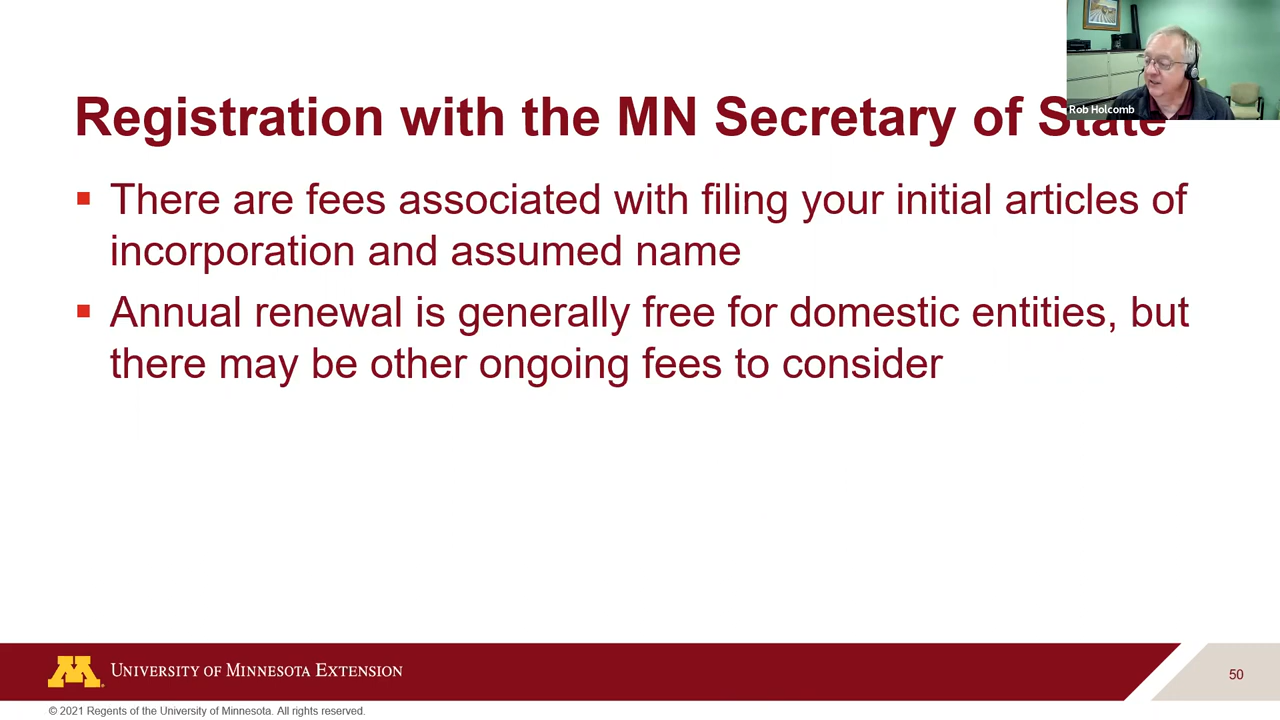 Registration with the MN Secretary of State
Rob Holcomb
▪ There are fees associated with filing your initial articles of
incorporation and assumed name
▪ Annual renewal is generally free for domestic entities, but
there may be other ongoing fees to consider
M
UNIVERSITY OF MINNESOTA EXTENSION
50
© 2021 Regents of the University of Minnesota. All rights reserved.